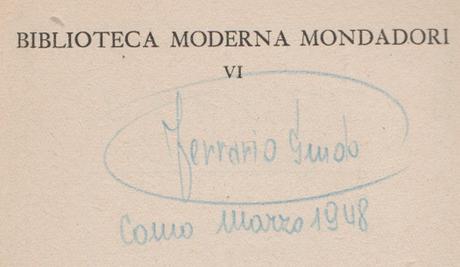 BIBLIOTECA MODERNA MONDADORI
VI
Ferrario Guido
Como Marzo 1948